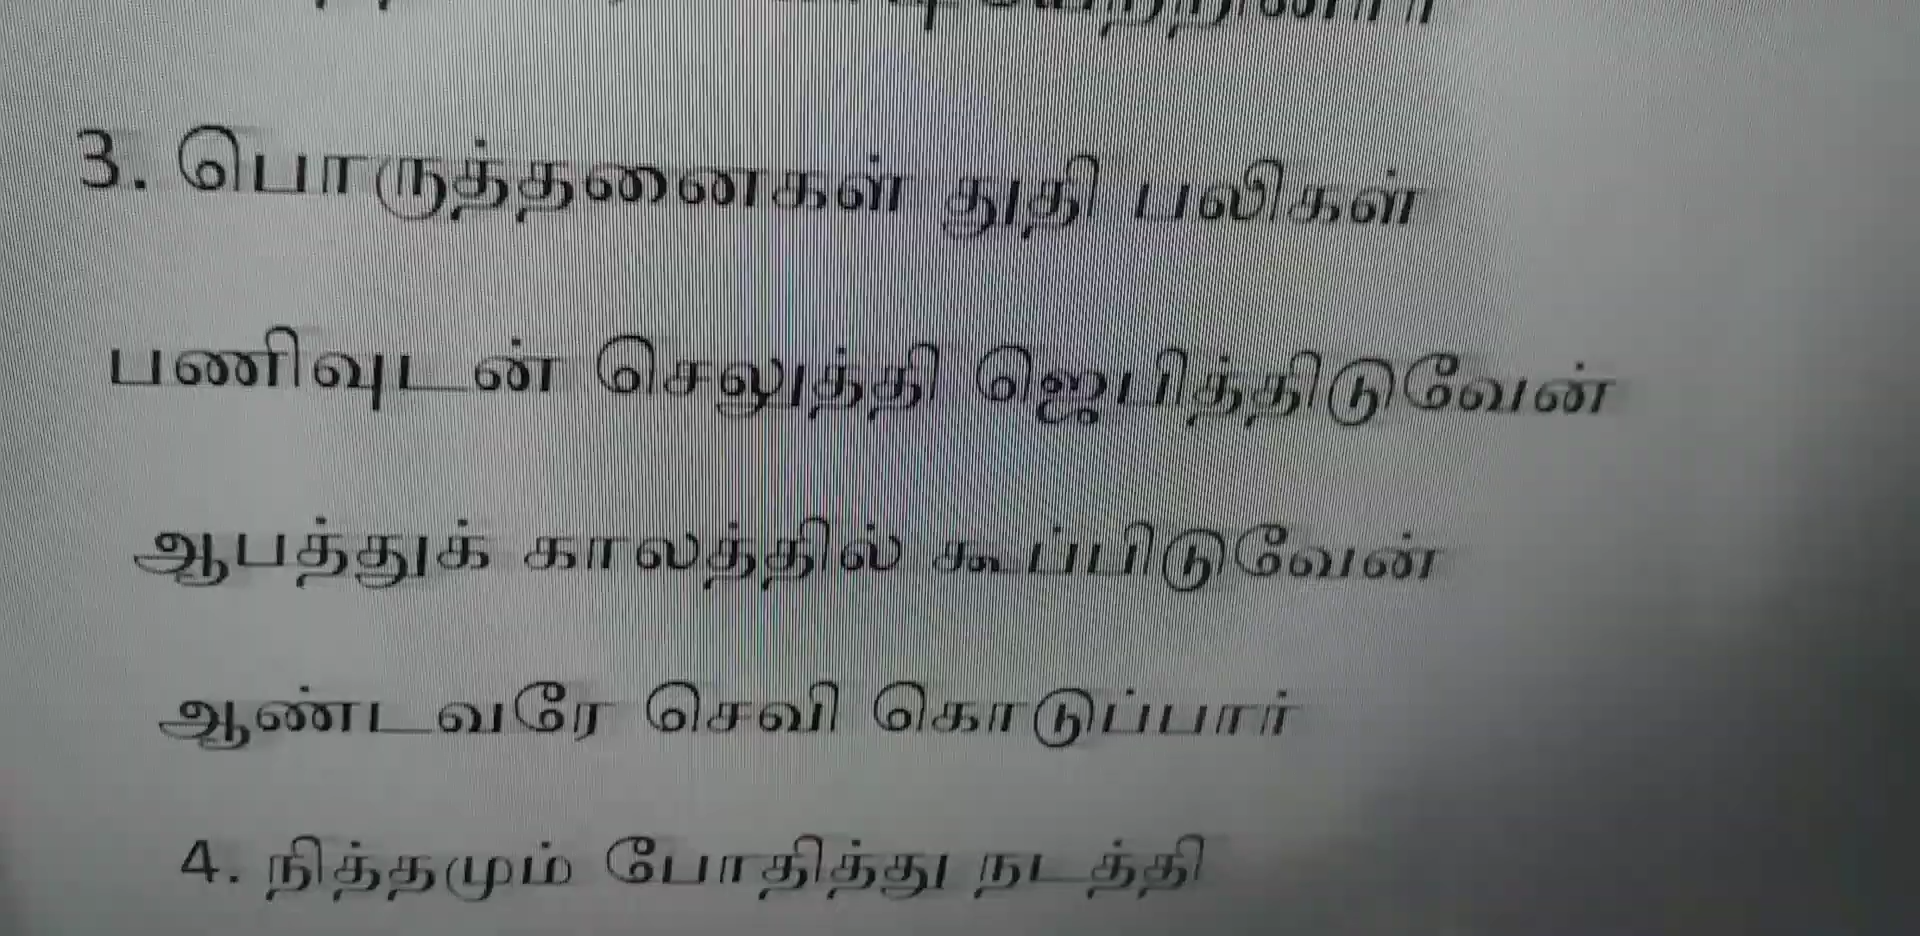 3. பொருத்தனைகள் துதி பலிகள்
பணிவுடன் செலுத்தி ஜெபித்திடுவேன்
ஆபத்துக் காலத்தில் கூப்பிடுவேன்
ஆண்டவரே செவி கொடுப்பார்
4. நித்தமும் போதித்து நடத்தி